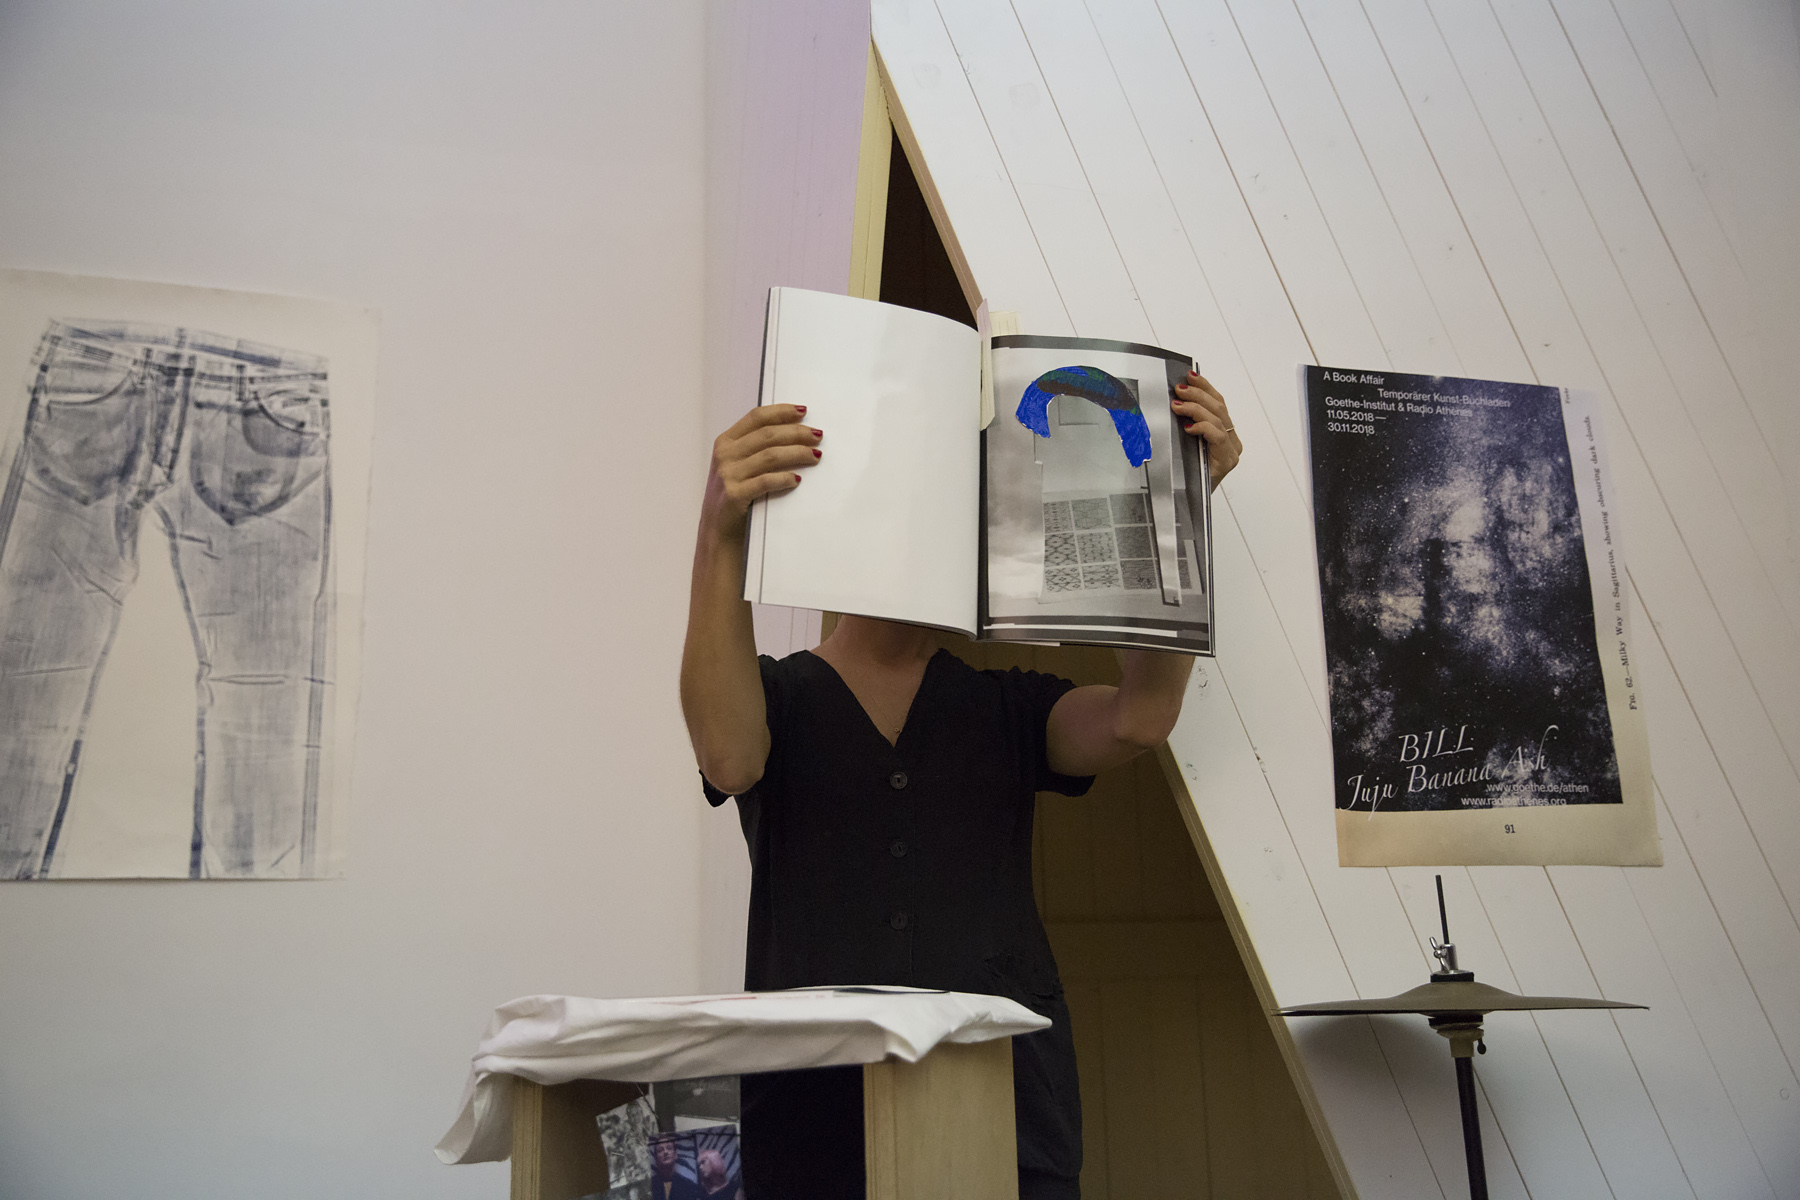 A Book Affair
Temporärer Kunst-Buchladen
Goethe-Institut & Radio Athènes
11.05.2018 —
30.11.2018
FIG. 62.—Milky Way in Sagittarius, showing obscuring dark clouds.
BILL
Juju Banana Ash
www.goethe.de/athen
www.radioathenes.org
91